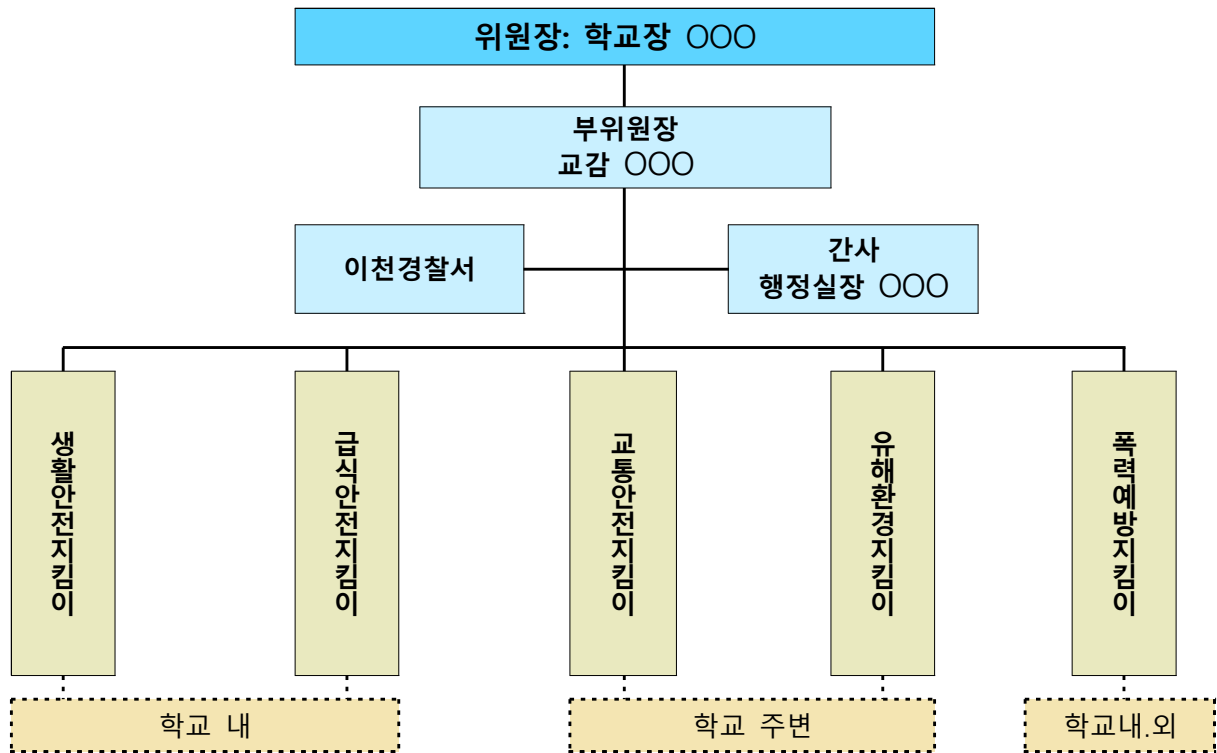 위원장: 학교장 ○○○
부위원장
교감 ○○○
이천경찰서
간사
행정실장 ○○○
생활안전지킴이
급식안전지킴이
교통안전지킴이
유해환경지킴이
폭력예방지킴이
학교 내
학교 주변
학교내.외